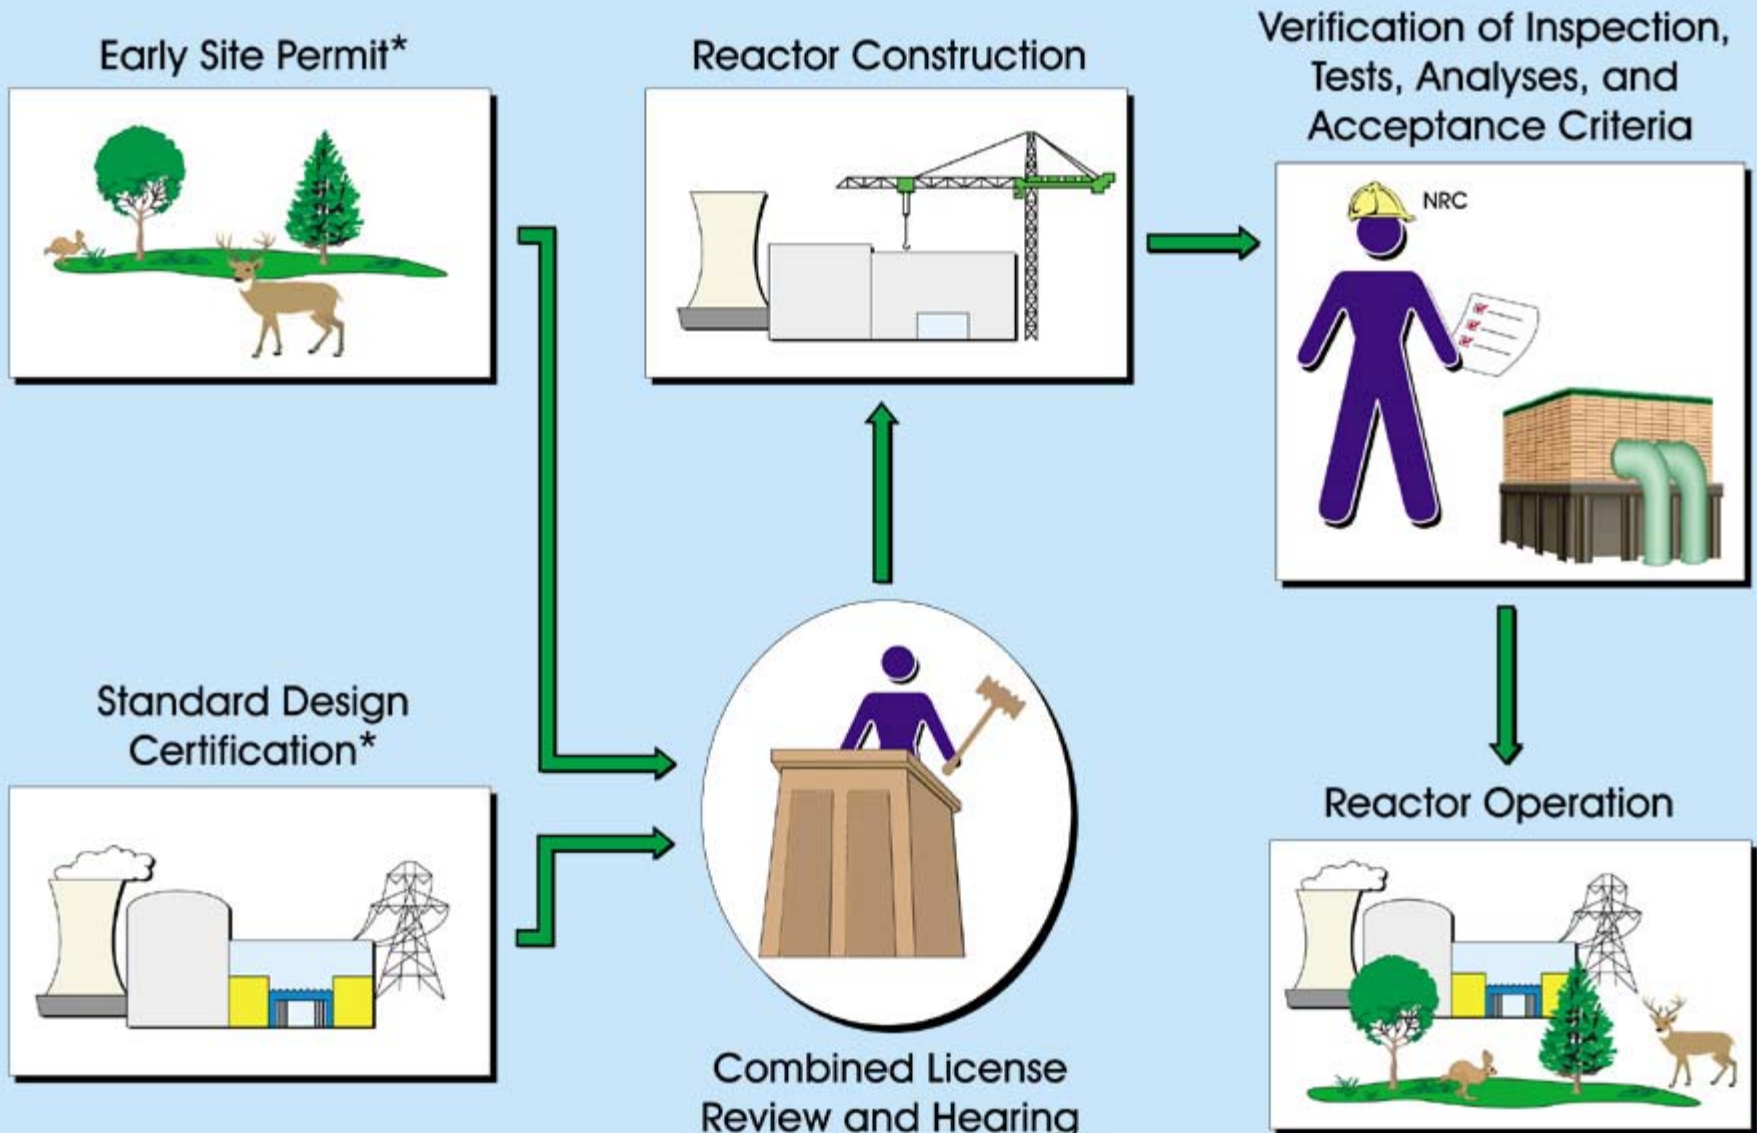 Early Site Permit*
Reactor Construction
Verification of Inspection,
Tests, Analyses, and
Acceptance Criteria
NRC
Standard Design
Certification*
Reactor Operation
Combined License
Review and Hearing